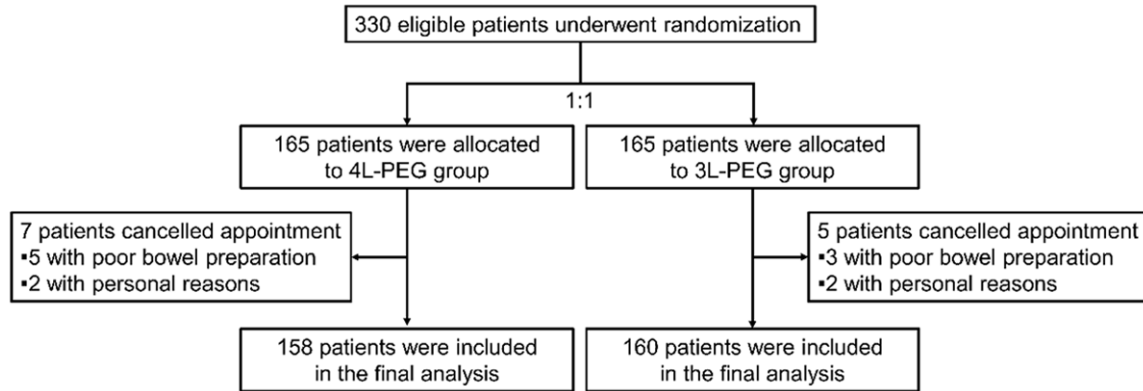 330 eligible patients underwent randomization
1:1
165 patients were allocated
to 4L-PEG group
165 patients were allocated
to 3L-PEG group
7 patients cancelled appointment
▪5 with poor bowel preparation
▪2 with personal reasons
5 patients cancelled appointment
▪3 with poor bowel preparation
▪2 with personal reasons
158 patients were included
in the final analysis
160 patients were included
in the final analysis